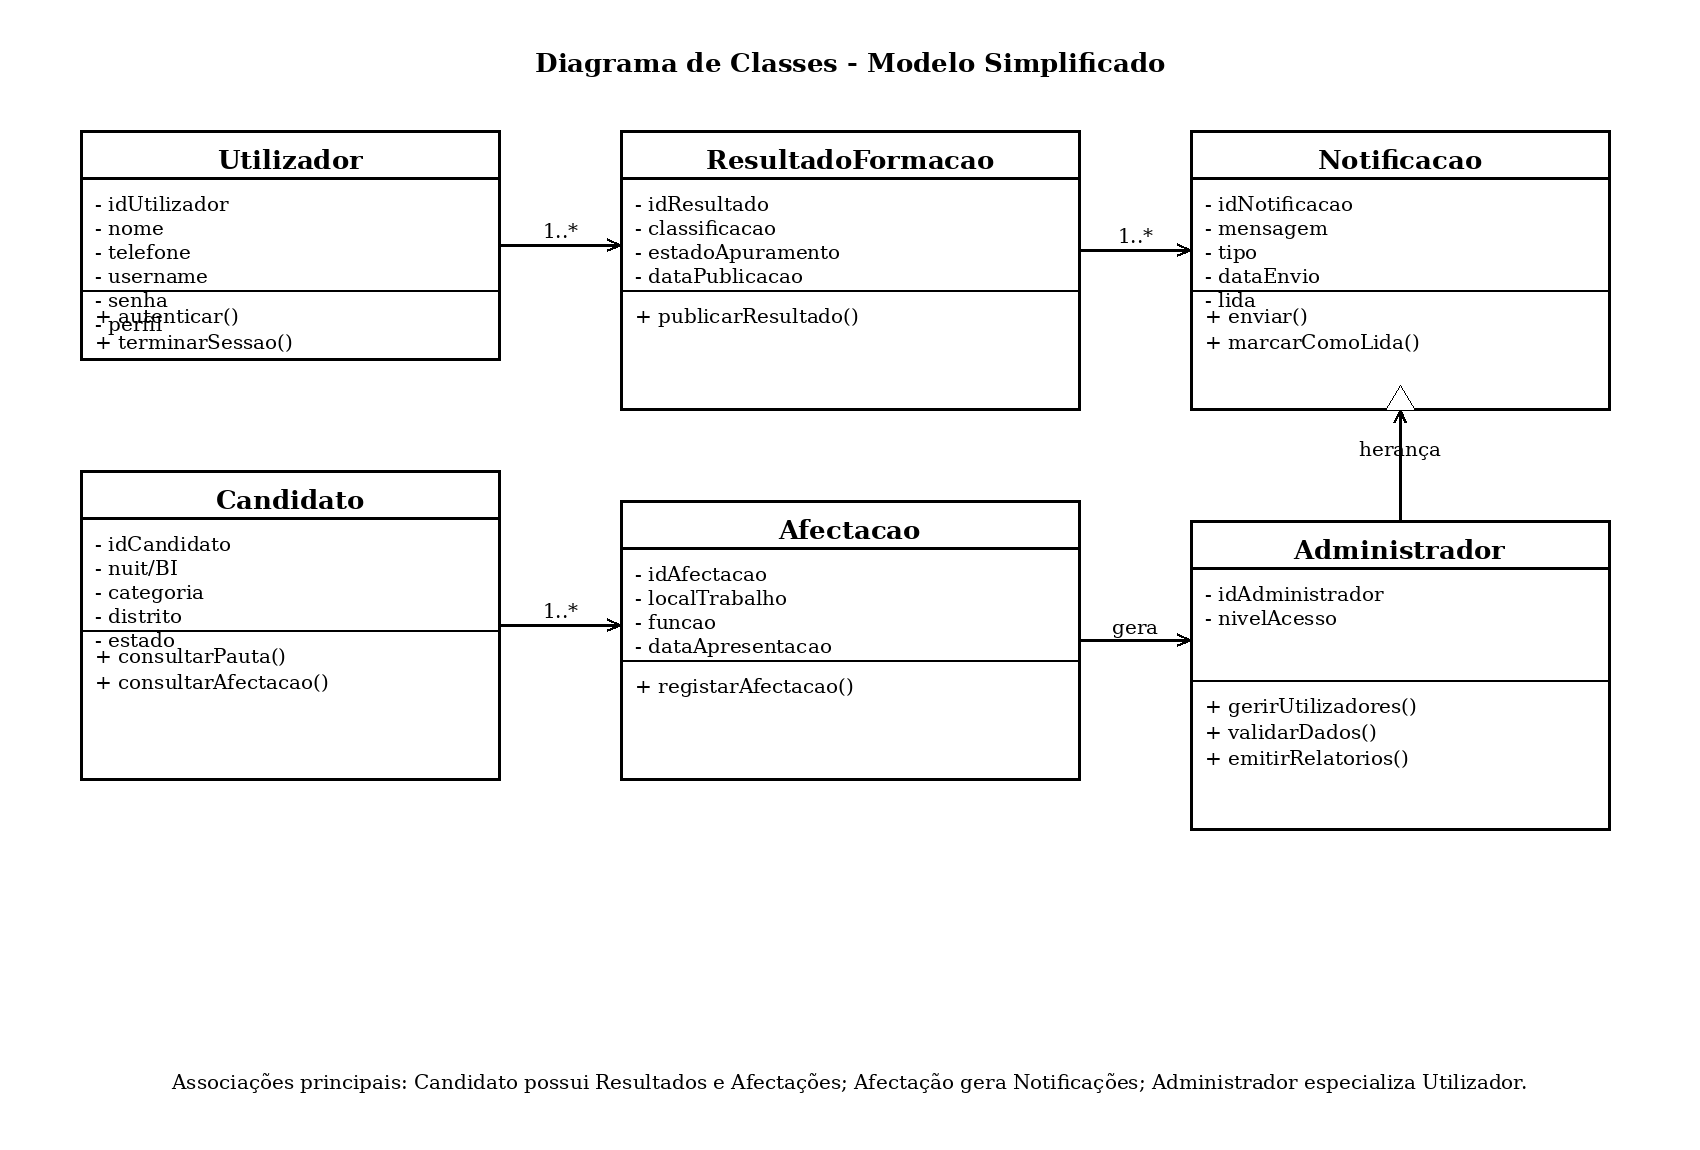 Diagrama de Classes - Modelo Simplificado
Utilizador
- idUtilizador
- nome
- telefone
- username
- senha
- perfil
+ autenticar()
+ terminarSessao()
1..*
ResultadoFormacao
- idResultado
- classificacao
- estadoApuramento
- dataPublicacao
+ publicarResultado()
1..*
Notificacao
- idNotificacao
- mensagem
- tipo
- dataEnvio
- lida
+ enviar()
+ marcarComoLida()
herança
Candidato
- idCandidato
- nuit/BI
- categoria
- distrito
- estado
+ consultarPauta()
+ consultarAfectacao()
1..*
Afectacao
- idAfectacao
- localTrabalho
- funcao
- dataApresentacao
+ registarAfectacao()
gera
Administrador
- idAdministrador
- nivelAcesso
+ gerirUtilizadores()
+ validarDados()
+ emitirRelatorios()
Associações principais: Candidato possui Resultados e Afectações; Afectação gera Notificações; Administrador especializa Utilizador.